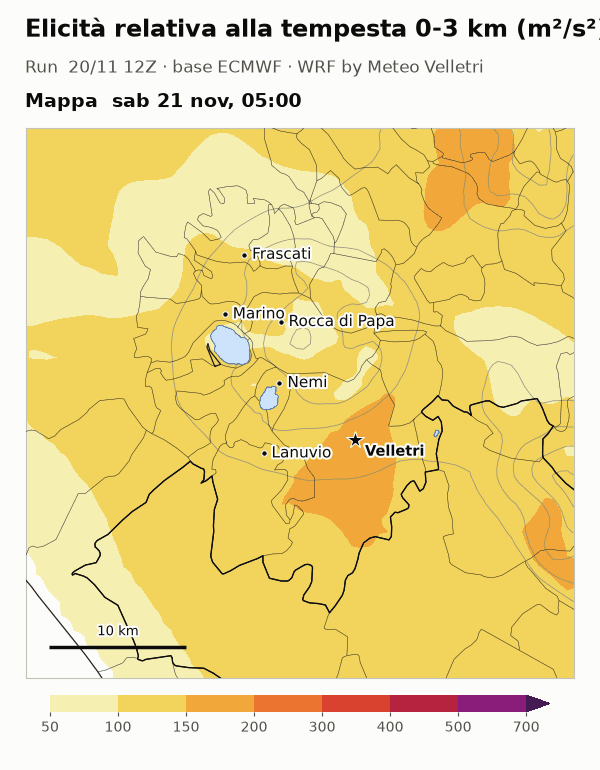 Elicità relativa alla tempesta 0-3 km (m²/s²)
Run 20/11 12Z · base ECMWF · WRF by Meteo Velletri
Mappa sab 21 nov, 05:00
Frascati
Marino
Rocca di Papa
Nemi
Velletri
Lanuvio
10 km
50 100 150 200 300 400 500 700